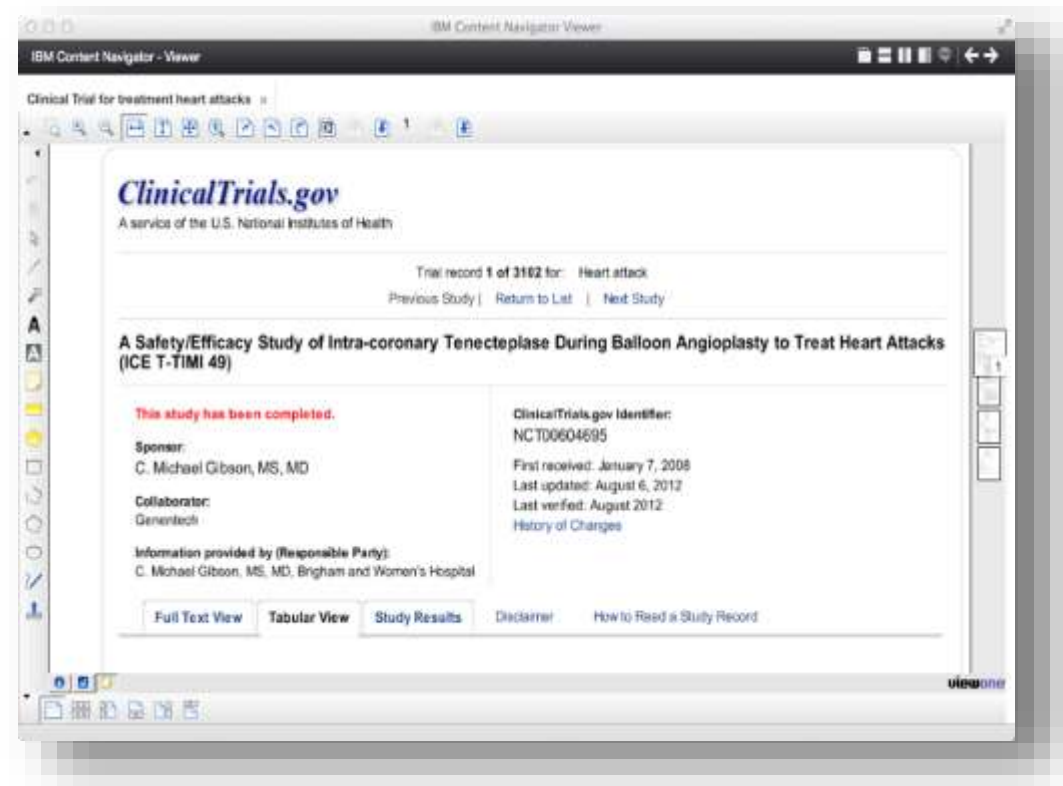 IBM Content Navigator Viewer
IBM Content Navigator - Viewer
Clinical Trial for treatment heart attacks
1
ClinicalTrials.gov
A service of the U.S. National Institutes of Health
Trial record 1 of 3102 for: Heart attack
Previous Study | Return to List | Next Study
A Safety/Efficacy Study of Intra-coronary Tenecteplase During Balloon Angioplasty to Treat Heart Attacks
(ICE T-TIMI 49)
This study has been completed.
Sponsor:
C. Michael Gibson, MS, MD
Collaborator:
Genentech
Information provided by (Responsible Party):
C. Michael Gibson, MS, MD, Brigham and Women's Hospital
ClinicalTrials.gov Identifier:
NCT00604695
First received: January 7, 2008
Last updated: August 6, 2012
Last verified: August 2012
History of Changes
Full Text View Tabular View Study Results Disclaimer How to Read a Study Record
A
A
1
viewone